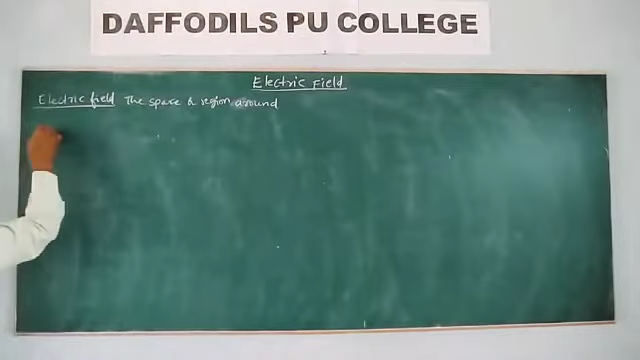 DAFFODILS PU COLLEGE
Electric Field
Electric field The space & region around